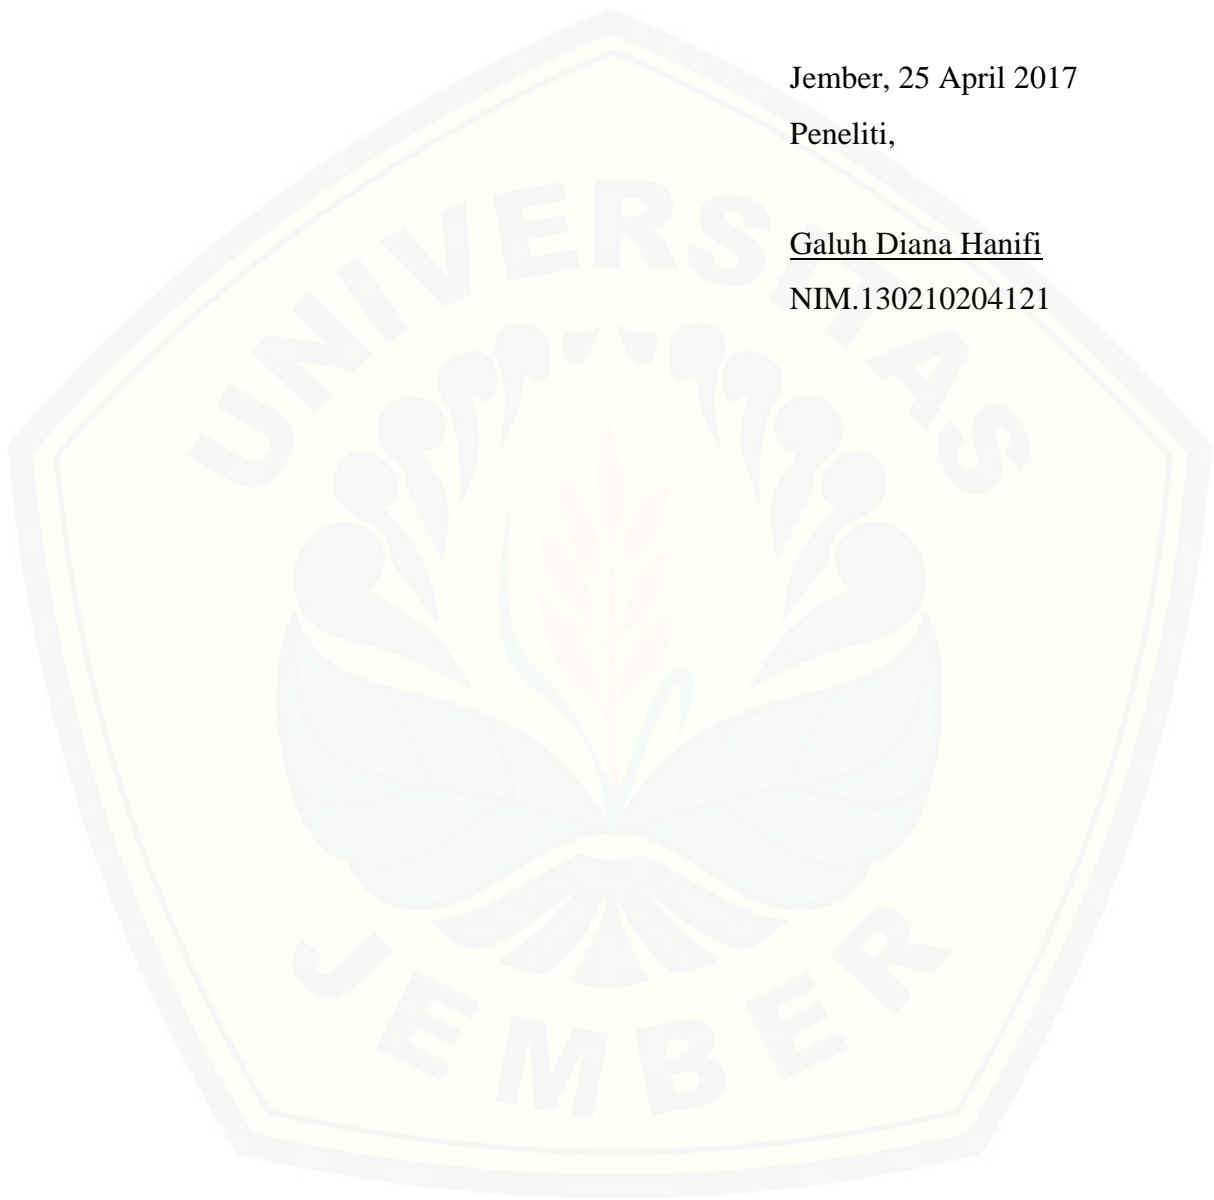 Jember, 25 April 2017
Peneliti,
Galuh Diana Hanifi
NIM.130210204121
UNIVERSITAS
JEMBER